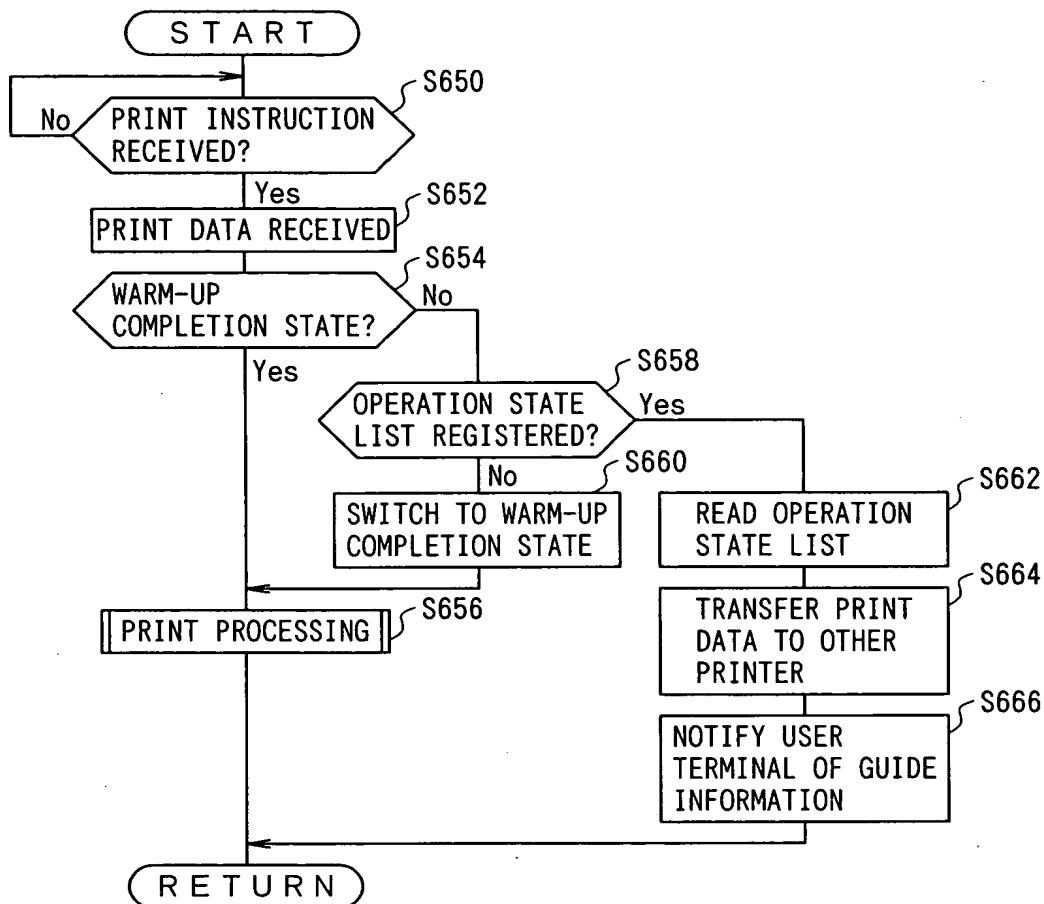 START
S650
No
PRINT INSTRUCTION
RECEIVED?
Yes
S652
PRINT DATA RECEIVED
S654
WARM-UP
COMPLETION STATE?
No
Yes
S658
OPERATION STATE
LIST REGISTERED?
Yes
No
S660
SWITCH TO WARM-UP
COMPLETION STATE
S662
READ OPERATION
STATE LIST
S664
TRANSFER PRINT
DATA TO OTHER
PRINTER
S656
PRINT PROCESSING
S666
NOTIFY USER
TERMINAL OF GUIDE
INFORMATION
RETURN